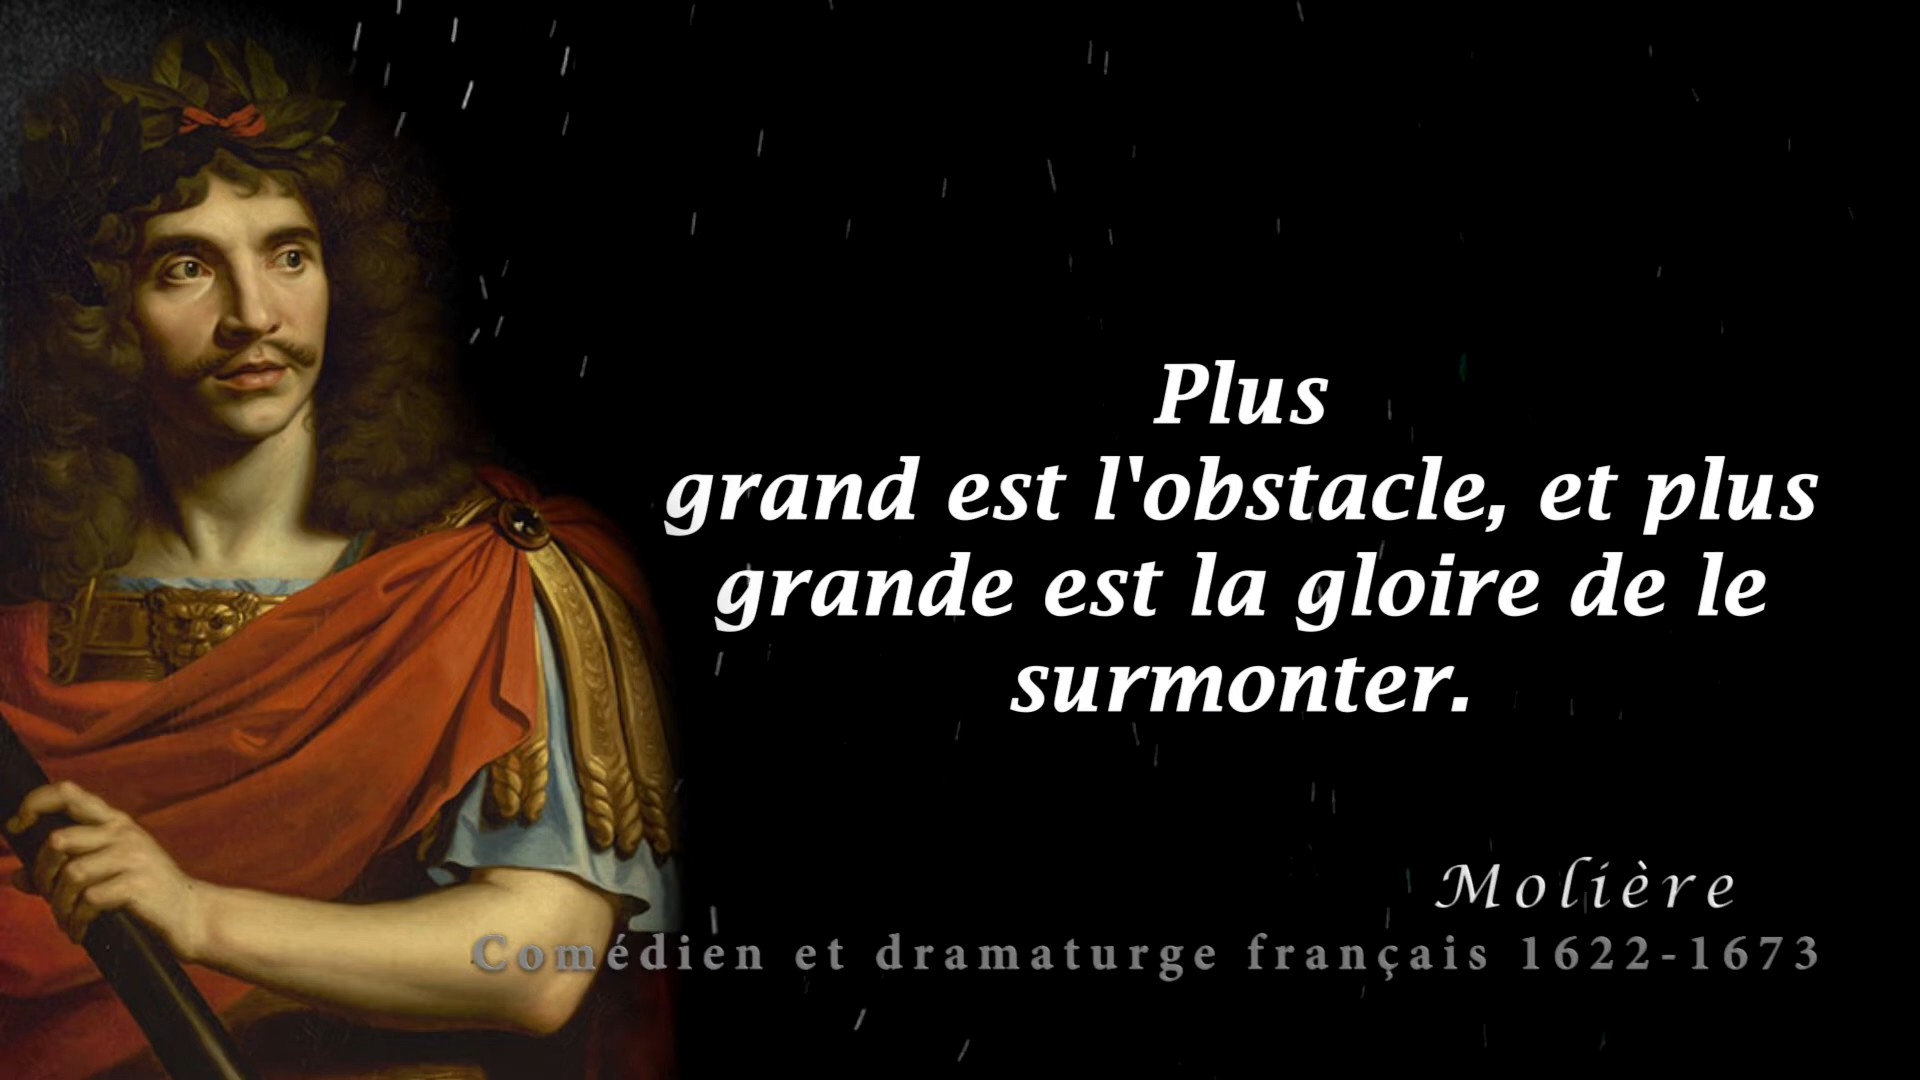 Plus
grand est l'obstacle, et plus
grande est la gloire de le
surmonter.
Molière
Comédien et dramaturge français 1622-1673